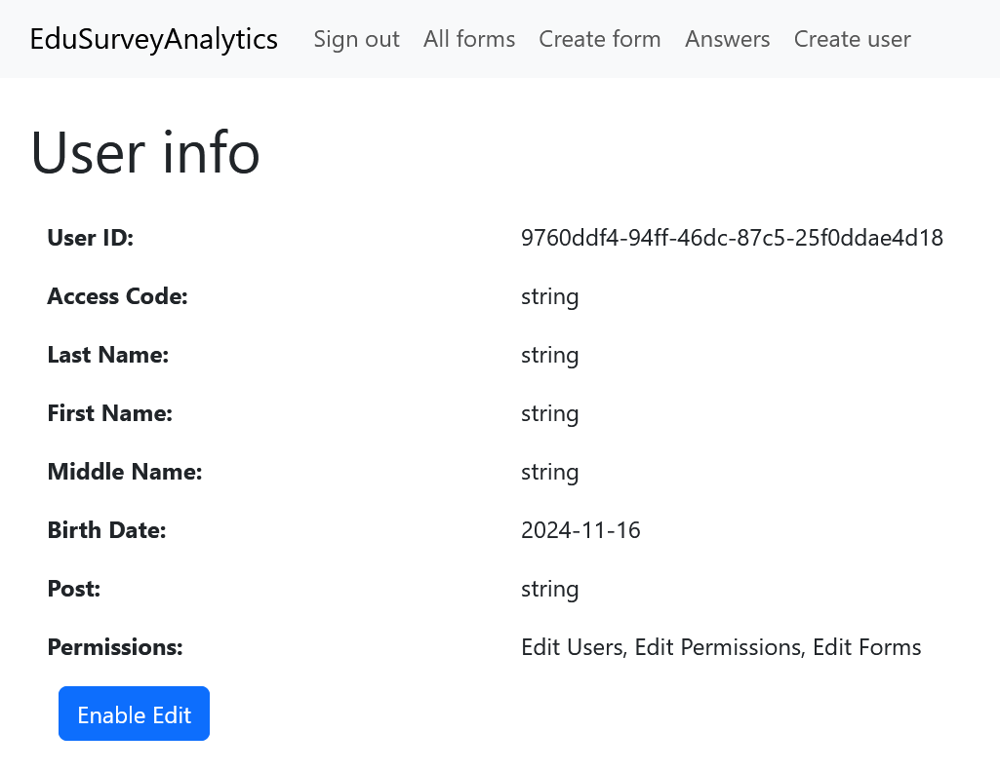 EduSurveyAnalytics Sign out All forms Create form Answers Create user
User info
User ID: 9760ddf4-94ff-46dc-87c5-25f0ddae4d18
Access Code: string
Last Name: string
First Name: string
Middle Name: string
Birth Date: 2024-11-16
Post: string
Permissions: Edit Users, Edit Permissions, Edit Forms
Enable Edit